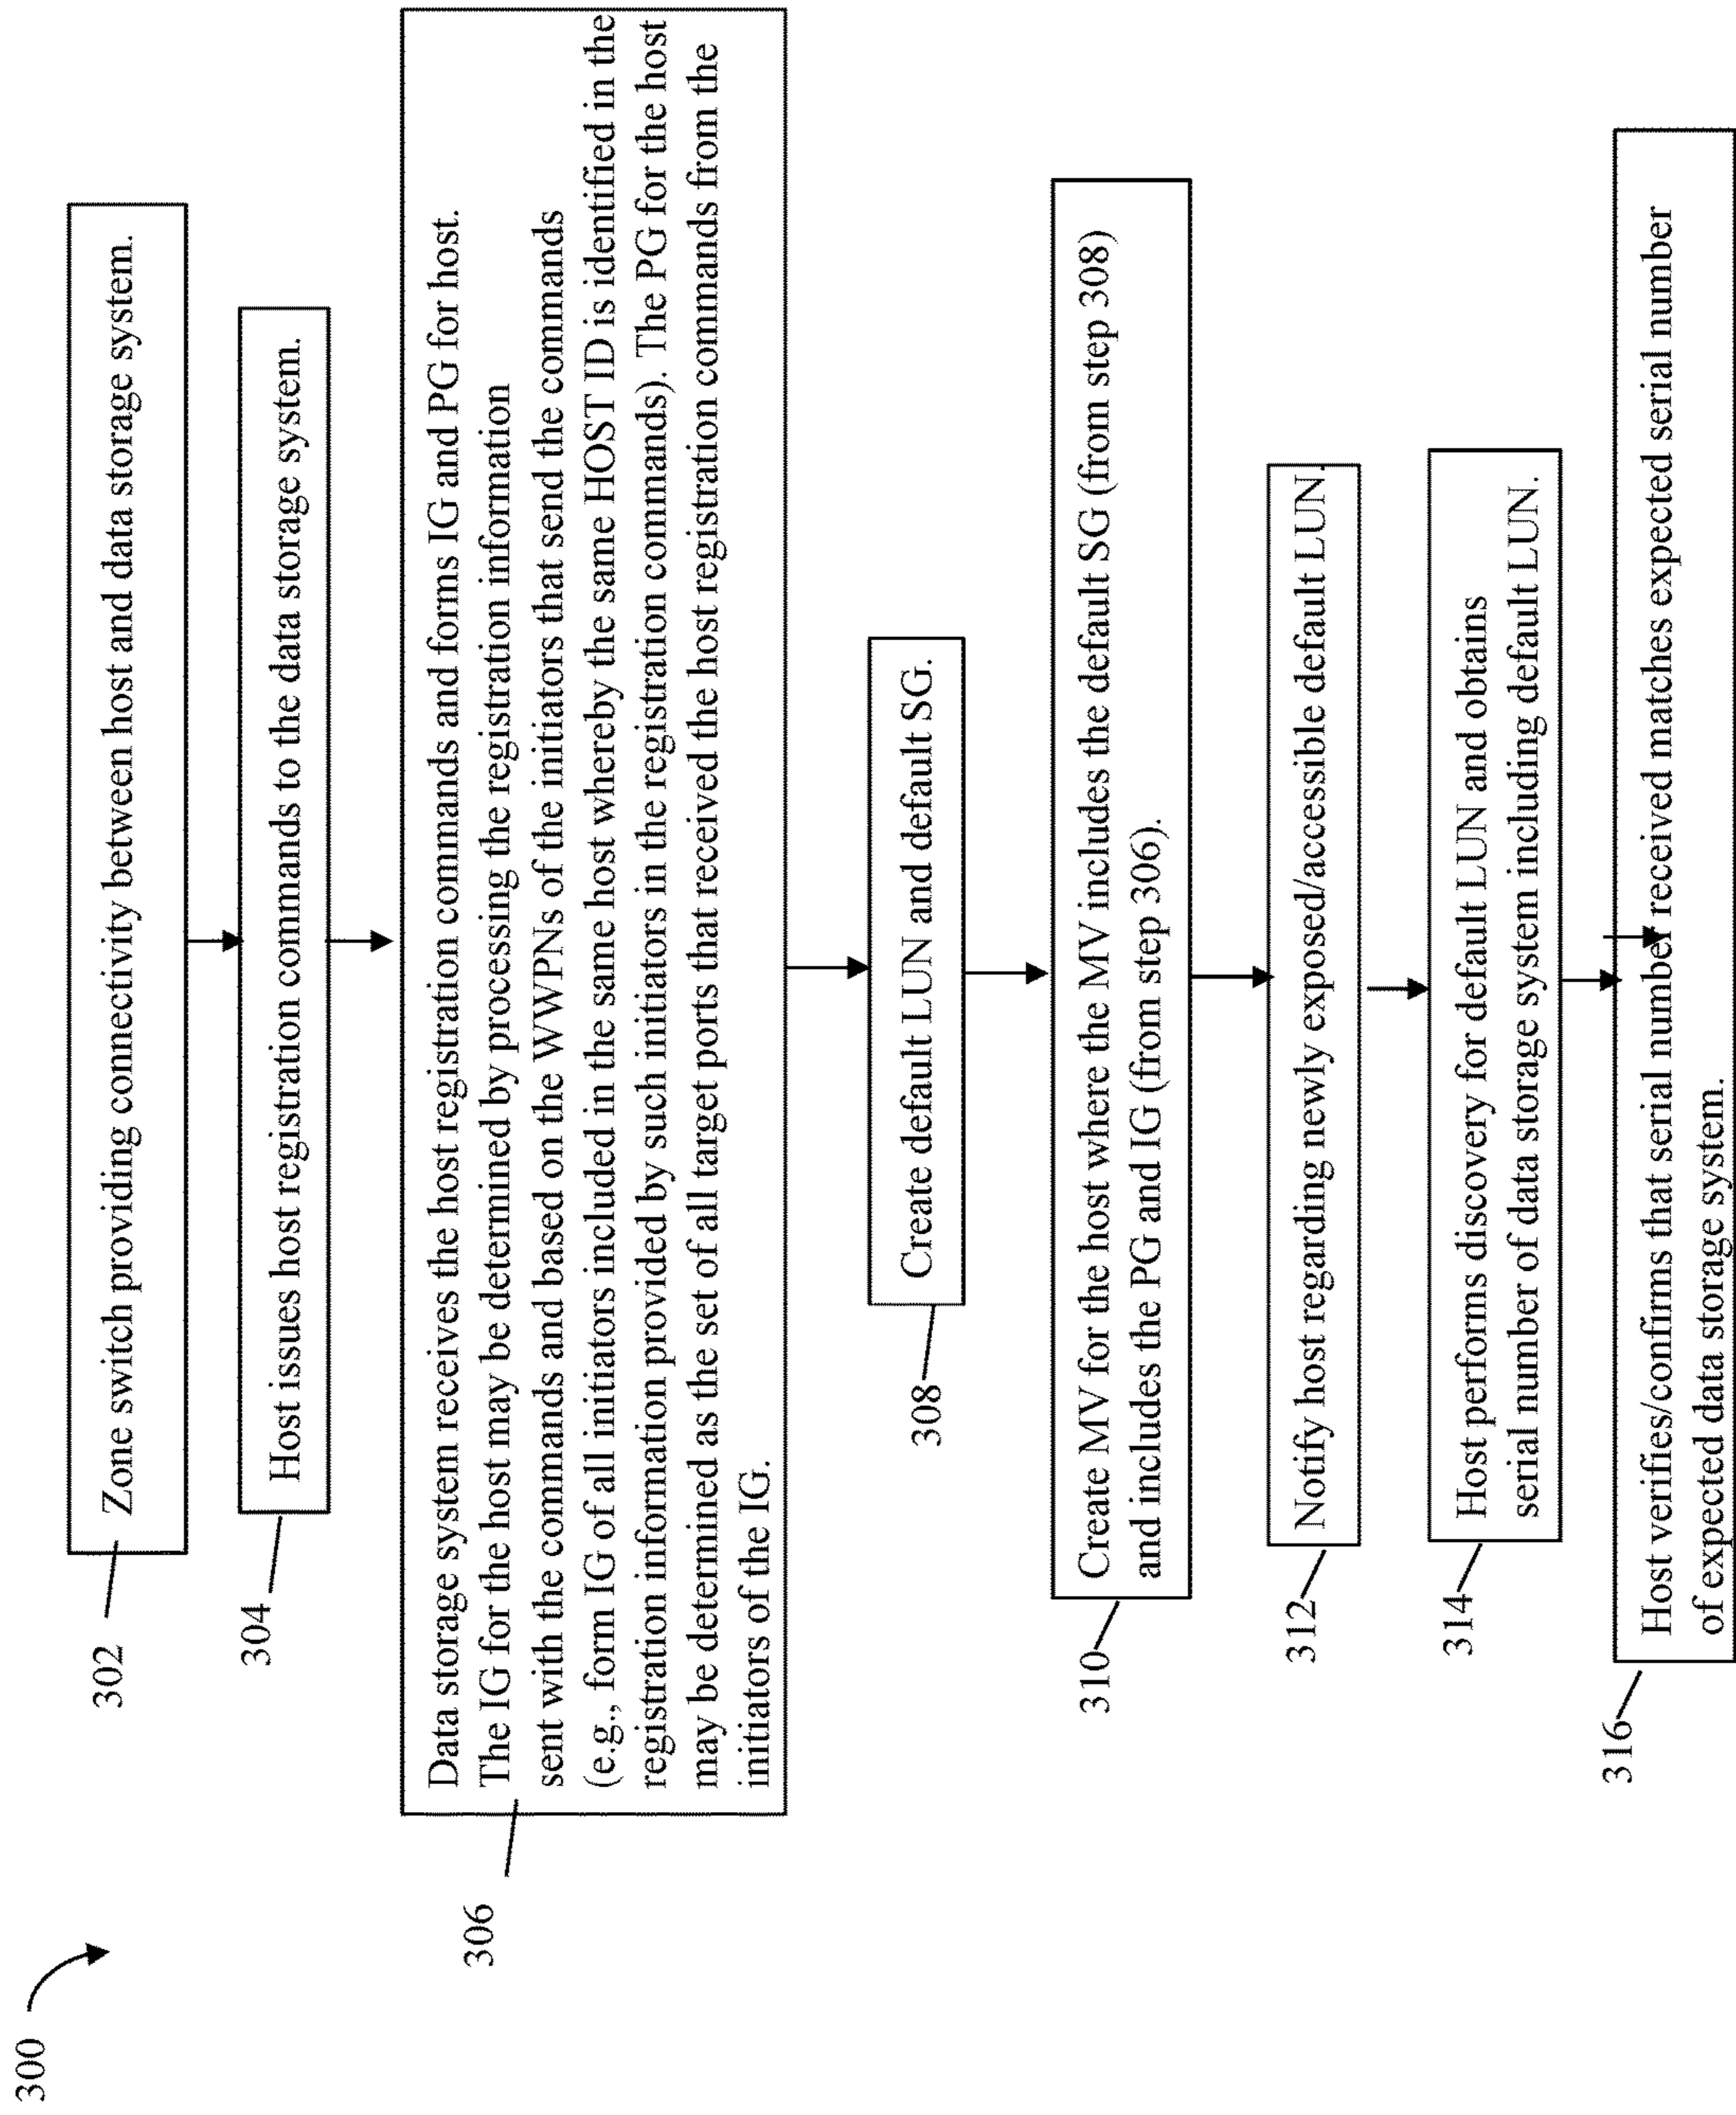 300
302
Zone switch providing connectivity between host and data storage system.
304
Host issues host registration commands to the data storage system.
306
Data storage system receives the host registration commands and forms IG and PG for host.
The IG for the host may be determined by processing the registration information
sent with the commands and based on the WWPNs of the initiators that send the commands
(e.g., form IG of all initiators included in the same host whereby the same HOST ID is identified in the
registration information provided by such initiators in the registration commands). The PG for the host
may be determined as the set of all target ports that received the host registration commands from the
initiators of the IG.
308
Create default LUN and default SG.
310
Create MV for the host where the MV includes the default SG (from step 308)
and includes the PG and IG (from step 306).
312
Notify host regarding newly exposed/accessible default LUN.
314
Host performs discovery for default LUN and obtains
serial number of data storage system including default LUN.
316
Host verifies/confirms that serial number received matches expected serial number
of expected data storage system.